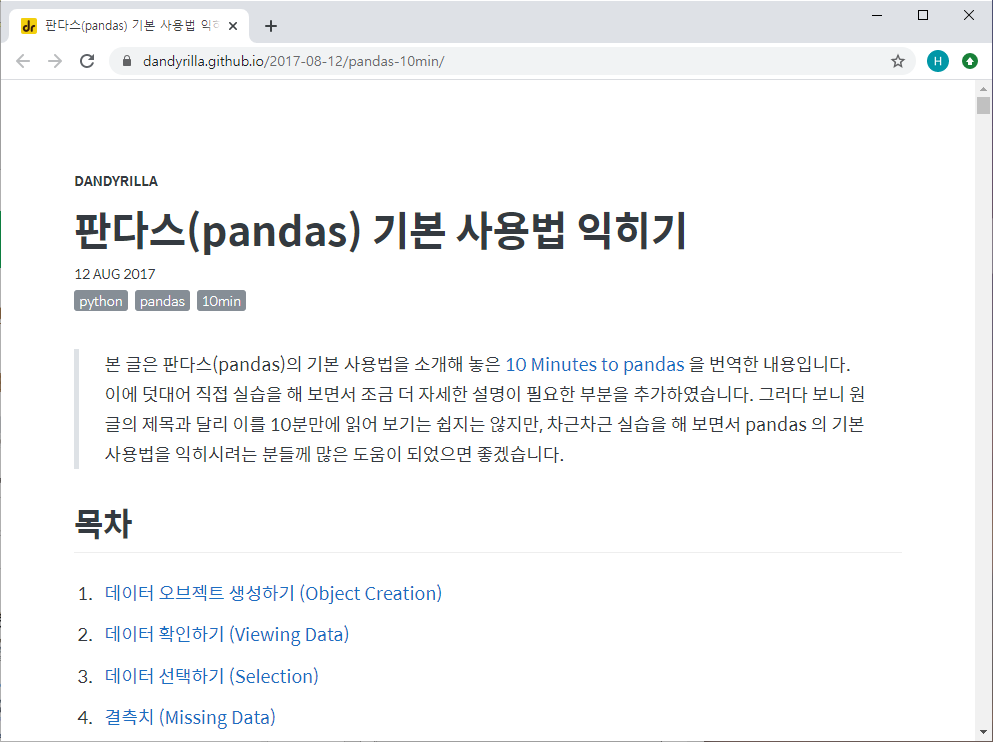 판다스(pandas) 기본 사용법 익
dandyrilla.github.io/2017-08-12/pandas-10min/
H
DANDYRILLA
판다스(pandas) 기본 사용법 익히기
12 AUG 2017
python pandas 10min
본 글은 판다스(pandas)의 기본 사용법을 소개해 놓은 10 Minutes to pandas 을 번역한 내용입니다.
이에 덧대어 직접 실습을 해 보면서 조금 더 자세한 설명이 필요한 부분을 추가하였습니다. 그러다 보니 원
글의 제목과 달리 이를 10분만에 읽어 보기는 쉽지는 않지만, 차근차근 실습을 해 보면서 pandas 의 기본
사용법을 익히시려는 분들께 많은 도움이 되었으면 좋겠습니다.
목차
1. 데이터 오브젝트 생성하기 (Object Creation)
2. 데이터 확인하기 (Viewing Data)
3. 데이터 선택하기 (Selection)
4. 결측치 (Missing Data)